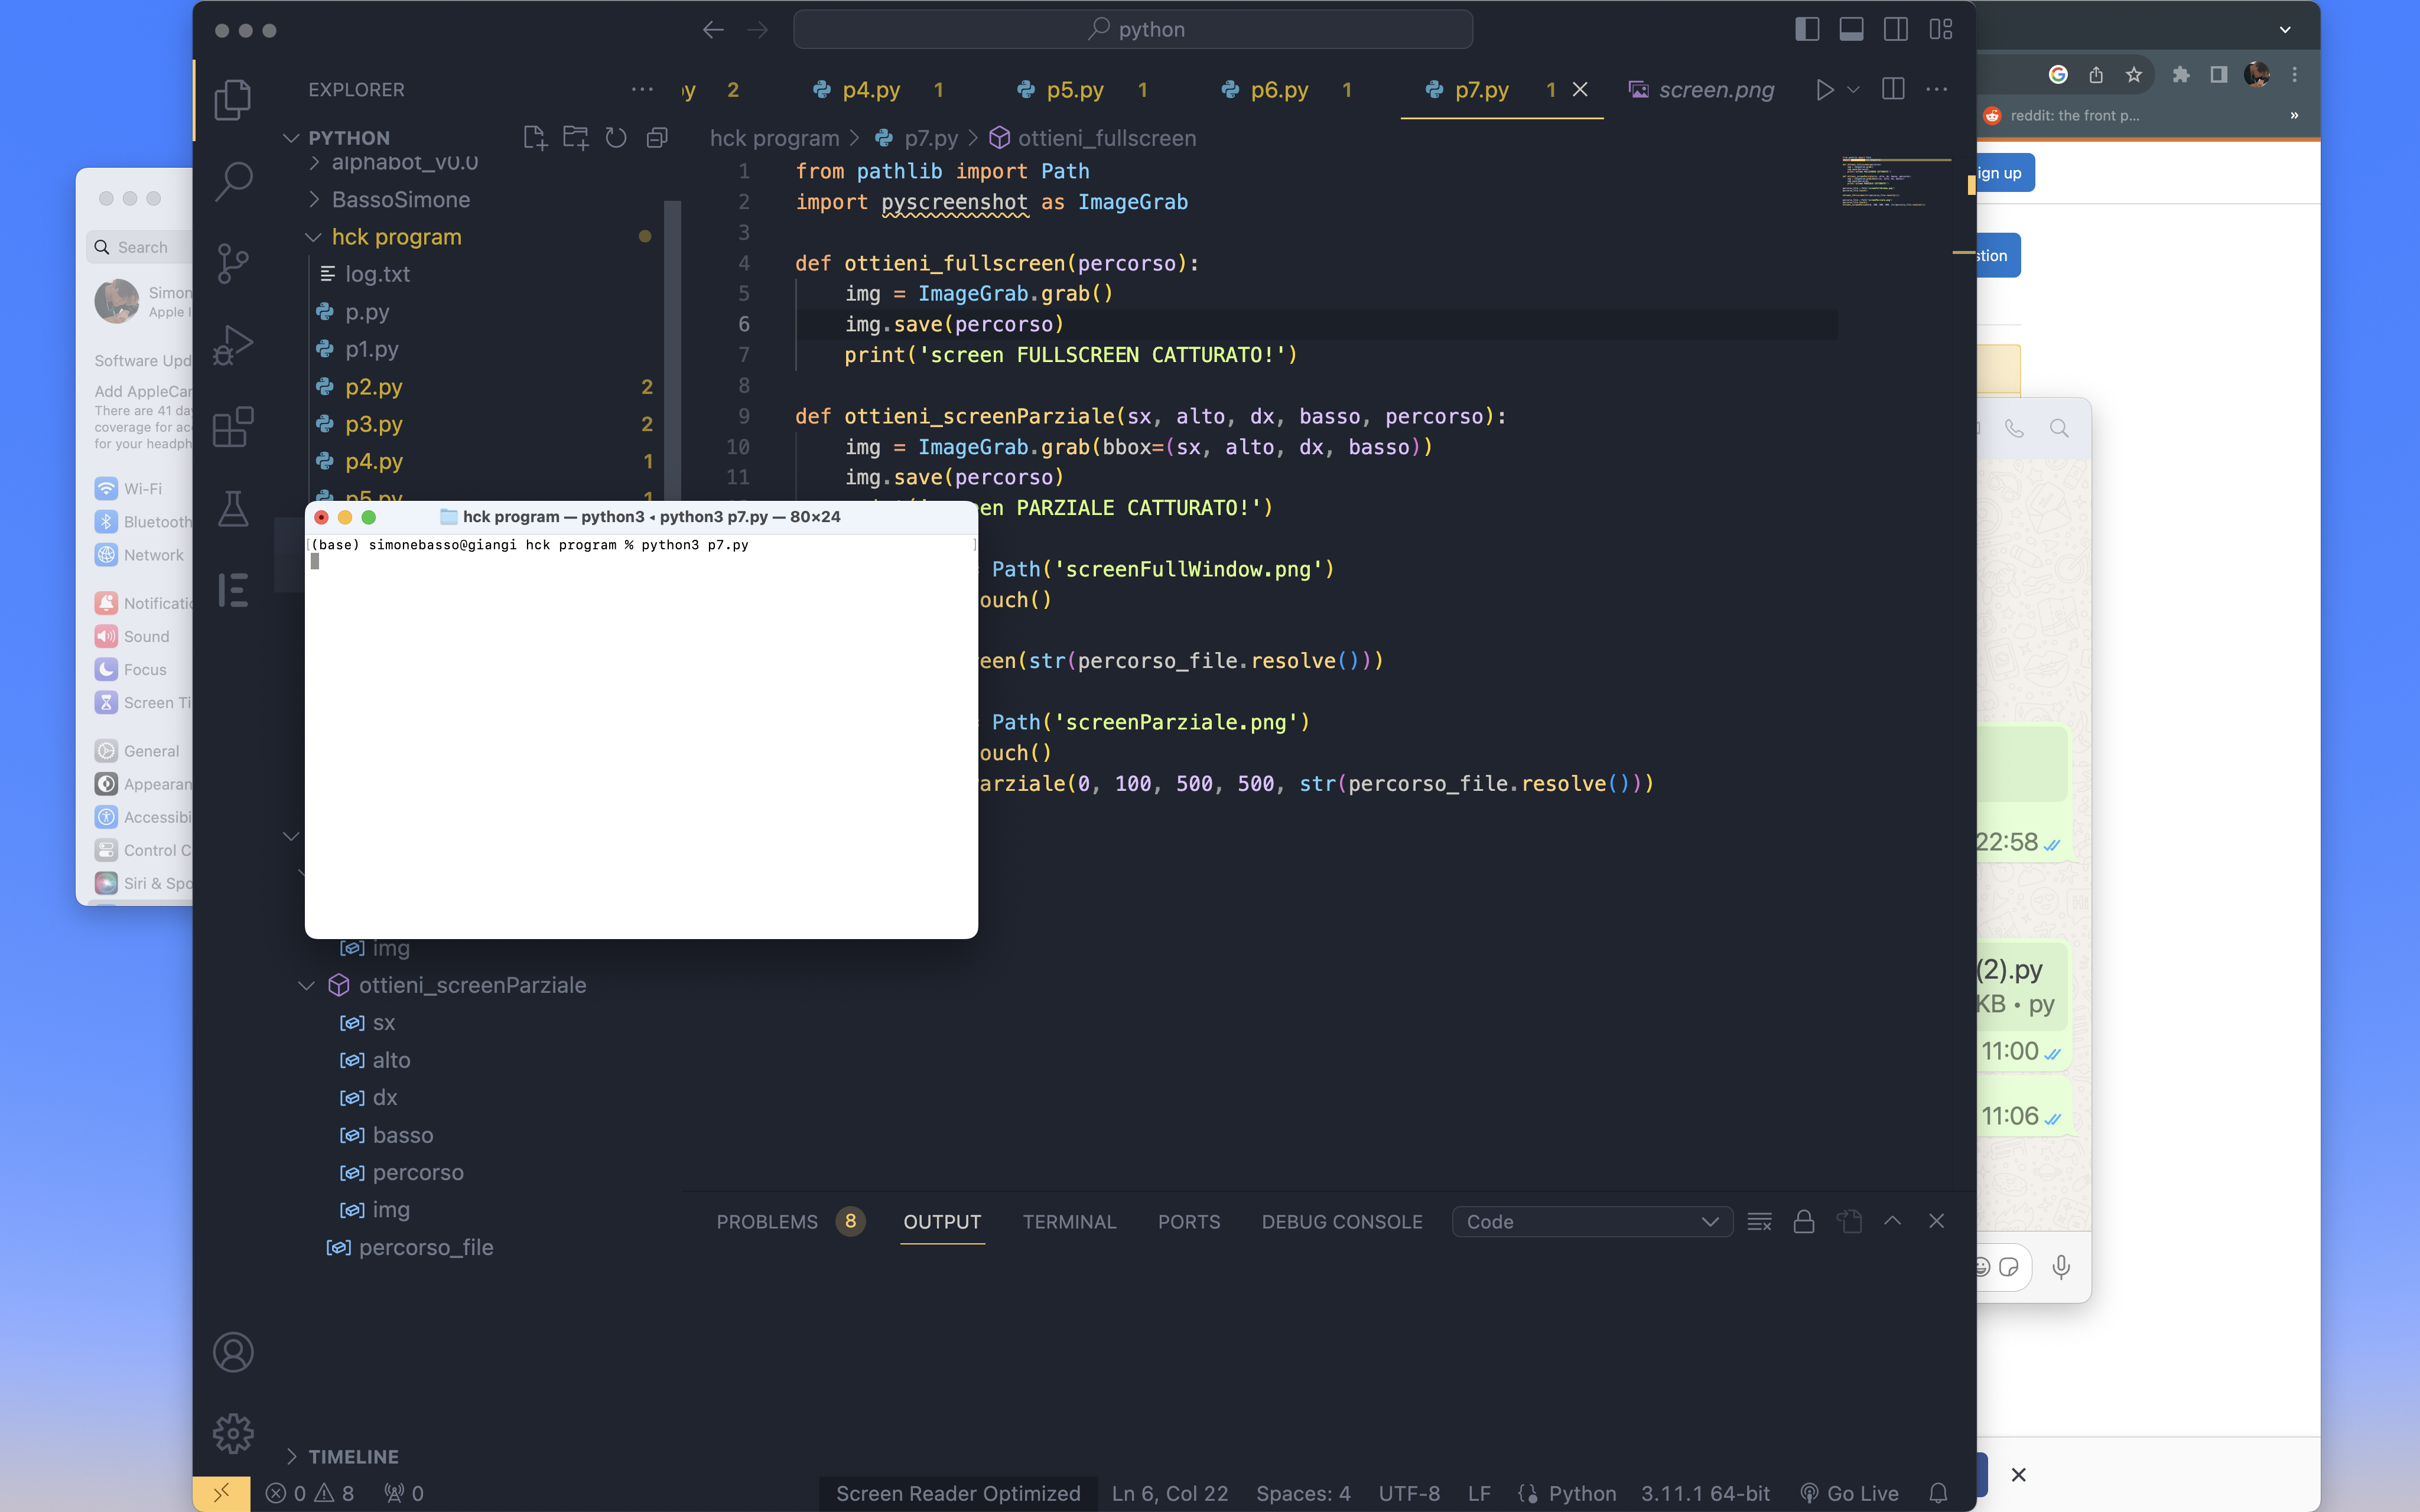 python
reddit: the front p...
ign up
stion
Search
Simon
Apple I
Software Upd
Add AppleCar
There are 41 da
coverage for acc
for your headph
Wi-Fi
Bluetooth
Network
Notificatio
Sound
Focus
Screen Ti
General
Appearan
Accessibi
Control C
Siri & Spo
EXPLORER
PYTHON
alphabot_v0.0
BassoSimone
hck program
log.txt
p.py
p1.py
p2.py 2
p3.py 2
p4.py 1
p5.py 1
py 2 p4.py 1 p5.py 1 p6.py 1 p7.py 1 screen.png
hck program > p7.py > ottieni_fullscreen
1 from pathlib import Path
2 import pyscreenshot as ImageGrab
3
4 def ottieni_fullscreen(percorso):
5 img = ImageGrab.grab()
6 img.save(percorso)
7 print('screen FULLSCREEN CATTURATO!')
8
9 def ottieni_screenParziale(sx, alto, dx, basso, percorso):
10 img = ImageGrab.grab(bbox=(sx, alto, dx, basso))
11 img.save(percorso)
en PARZIALE CATTURATO!')
= Path('screenFullWindow.png')
ouch()
een(str(percorso_file.resolve()))
= Path('screenParziale.png')
ouch()
arziale(0, 100, 500, 500, str(percorso_file.resolve()))
hck program — python3 ◂ python3 p7.py — 80×24
(base) simonebasso@giangi hck program % python3 p7.py
img
ottieni_screenParziale
sx
alto
dx
basso
percorso
img
percorso_file
TIMELINE
PROBLEMS 8 OUTPUT TERMINAL PORTS DEBUG CONSOLE Code
22:58
(2).py
KB • py
11:00
11:06
0 8 0 Screen Reader Optimized Ln 6, Col 22 Spaces: 4 UTF-8 LF Python 3.11.1 64-bit Go Live